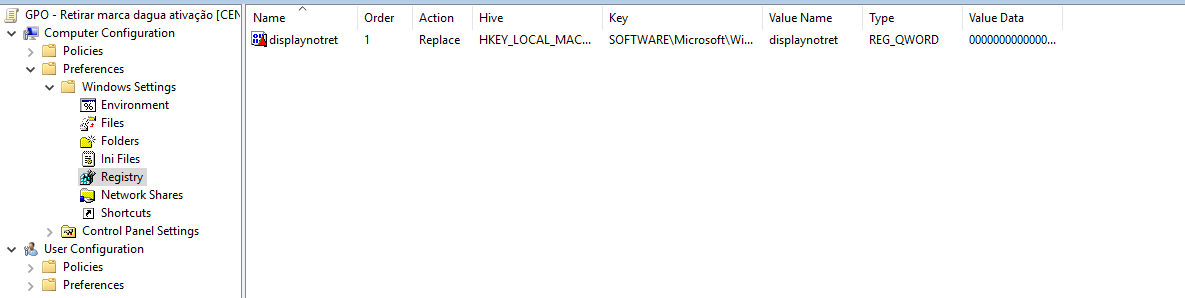 GPO - Retirar marca dagua ativação [CEN
Computer Configuration
Policies
Preferences
Windows Settings
Environment
Files
Folders
Ini Files
Registry
Network Shares
Shortcuts
Control Panel Settings
User Configuration
Policies
Preferences
Name Order Action Hive Key Value Name Type Value Data
displaynotret 1 Replace HKEY_LOCAL_MAC... SOFTWARE\Microsoft\Wi... displaynotret REG_QWORD 0000000000000...